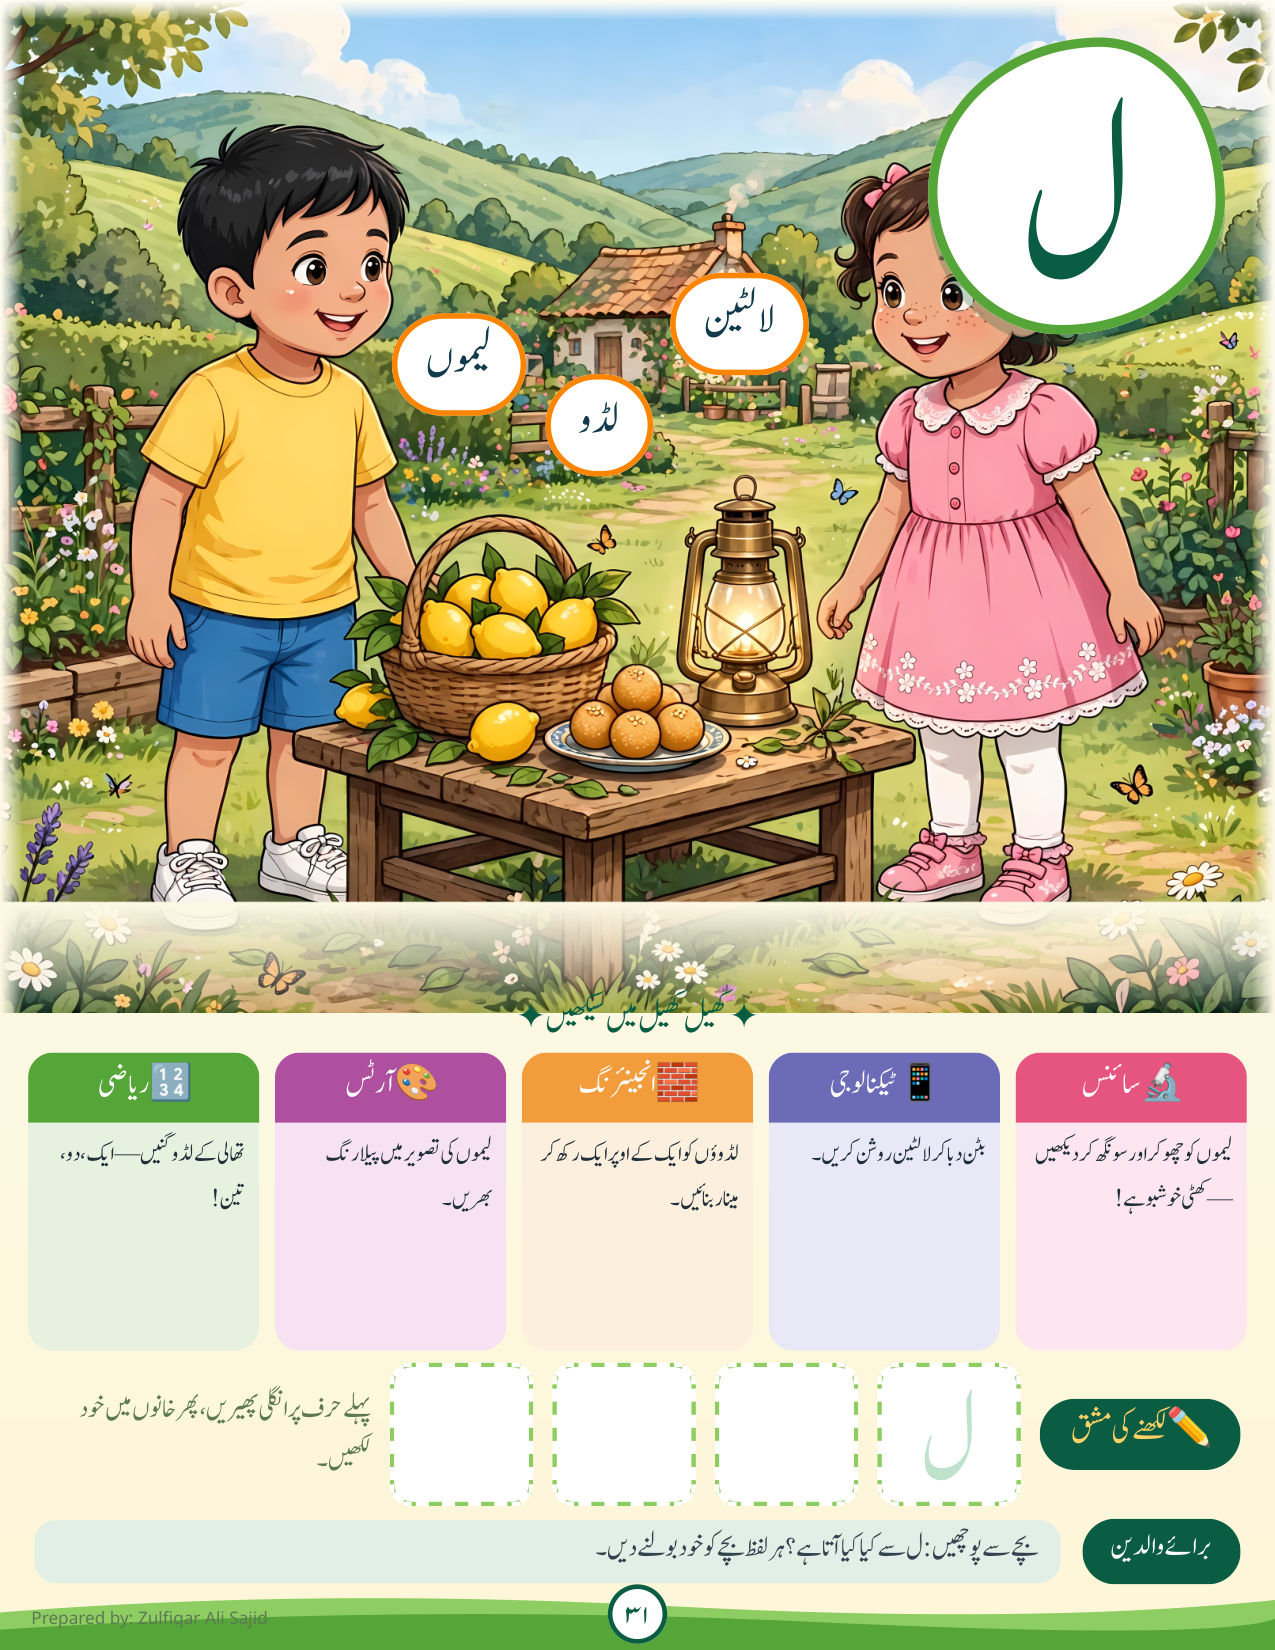 ل
لالٹین
لیموں
لڈو
✦ کھیل کھیل میں سیکھیں ✦
🔬 سائنس
لیموں کو چھو کر اور سونگھ کر دیکھیں
— کھٹی خوشبو ہے!
📱 ٹیکنالوجی
بٹن دبا کر لالٹین روشن کریں۔
🧱 انجینئرنگ
لڈوؤں کو ایک کے اوپر ایک رکھ کر
مینار بنائیں۔
🎨 آرٹس
لیموں کی تصویر میں پیلا رنگ
بھریں۔
🔢 ریاضی
تھالی کے لڈو گنیں — ایک، دو،
تین!
✏️ لکھنے کی مشق
ل
پہلے حرف پر انگلی پھیریں، پھر خانوں میں خود
لکھیں۔
برائے والدین
بچے سے پوچھیں: ل سے کیا کیا آتا ہے؟ ہر لفظ بچے کو خود بولنے دیں۔
۳۱
Prepared by: Zulfiqar Ali Sajid